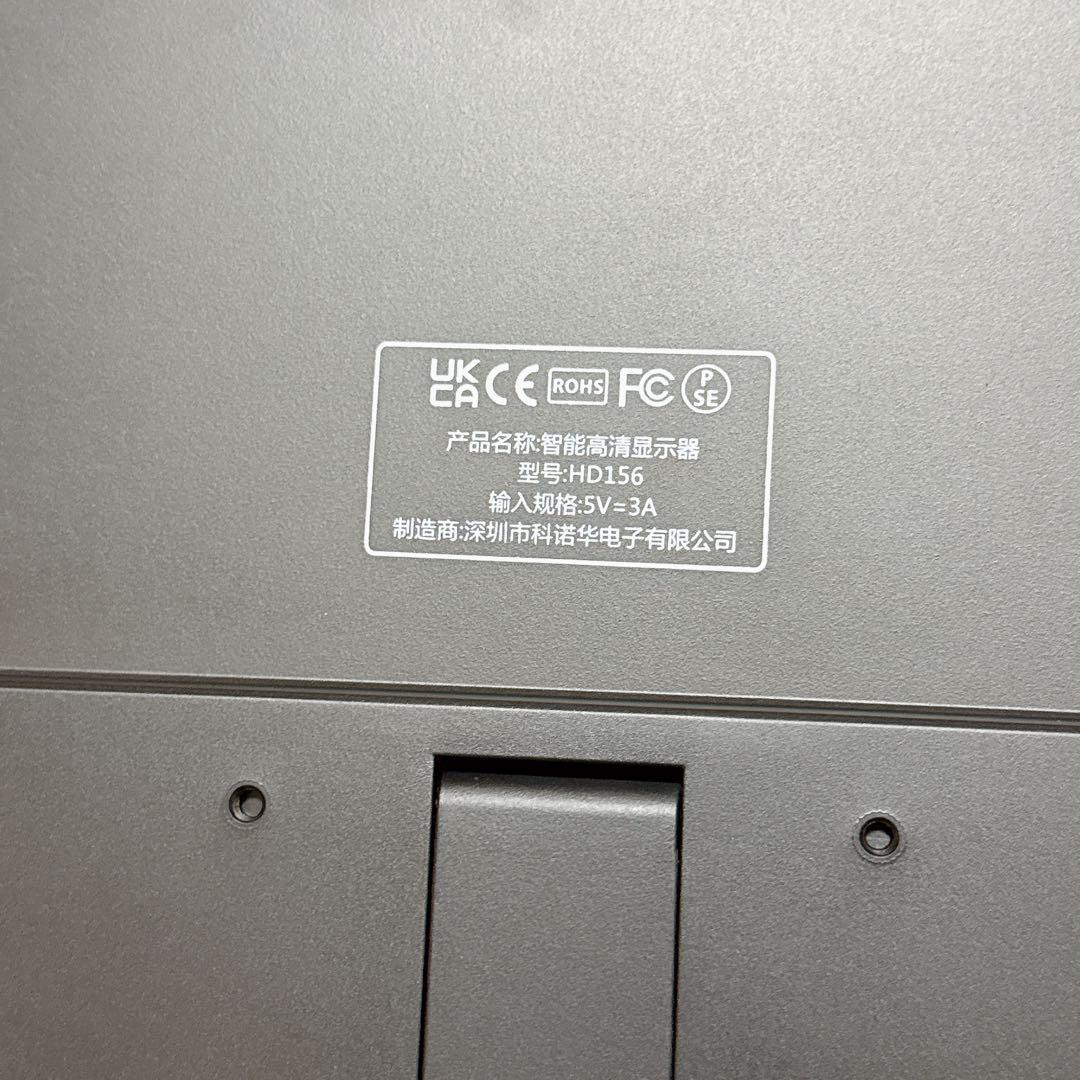 UK CA CE ROHS FC PSE
产品名称:智能高清显示器
型号:HD156
输入规格:5V=3A
制造商:深圳市科诺华电子有限公司